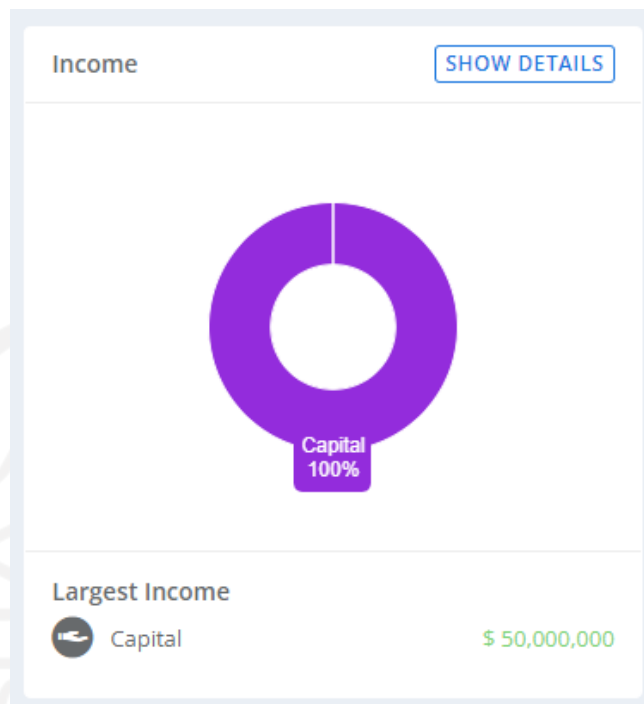 Income
SHOW DETAILS
Capital
100%
Largest Income
Capital
$ 50,000,000